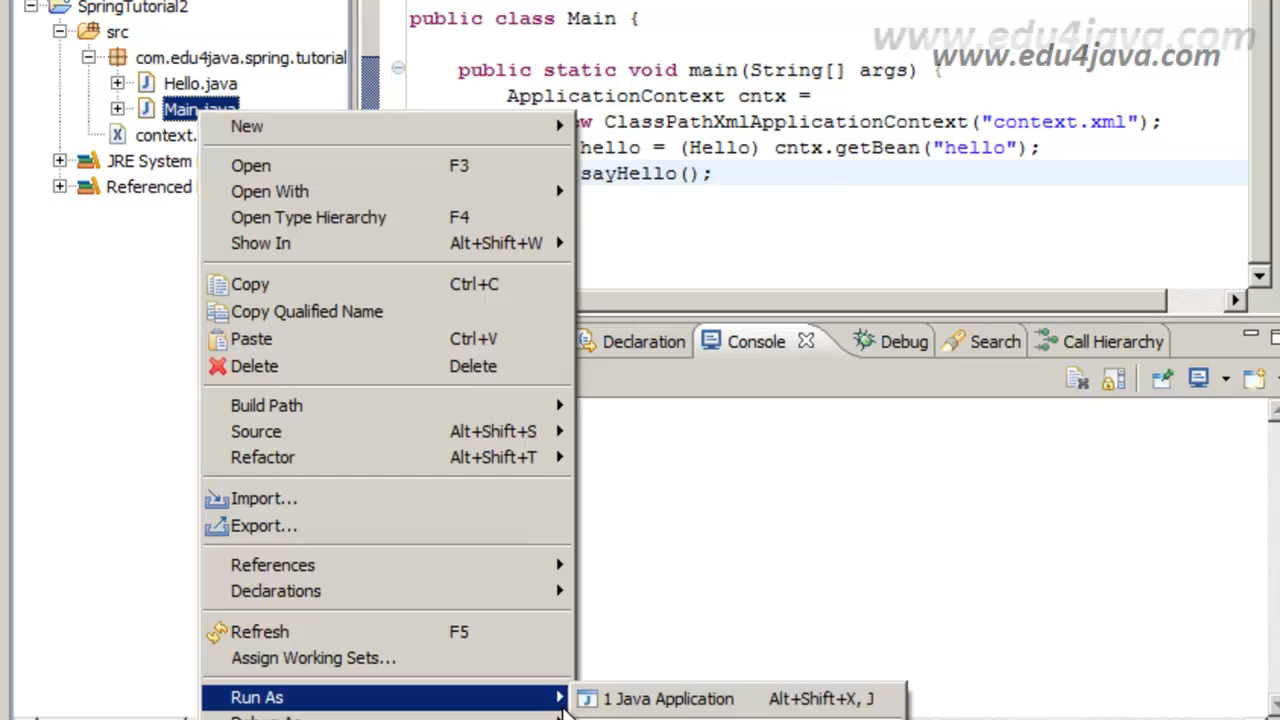 SpringTutorial2
src
com.edu4java.spring.tutorial
Hello.java
Main.java
context.
JRE System
Referenced
public class Main {
public static void main(String[] args) {
ApplicationContext cntx =
w ClassPathXmlApplicationContext("context.xml");
hello = (Hello) cntx.getBean("hello");
sayHello();
www.edu4java.com
www.edu4java.com
New
Open F3
Open With
Open Type Hierarchy F4
Show In Alt+Shift+W
Copy Ctrl+C
Copy Qualified Name
Paste Ctrl+V
Delete Delete
Build Path
Source Alt+Shift+S
Refactor Alt+Shift+T
Import...
Export...
References
Declarations
Refresh F5
Assign Working Sets...
Run As
1 Java Application Alt+Shift+X, J
Declaration Console Debug Search Call Hierarchy